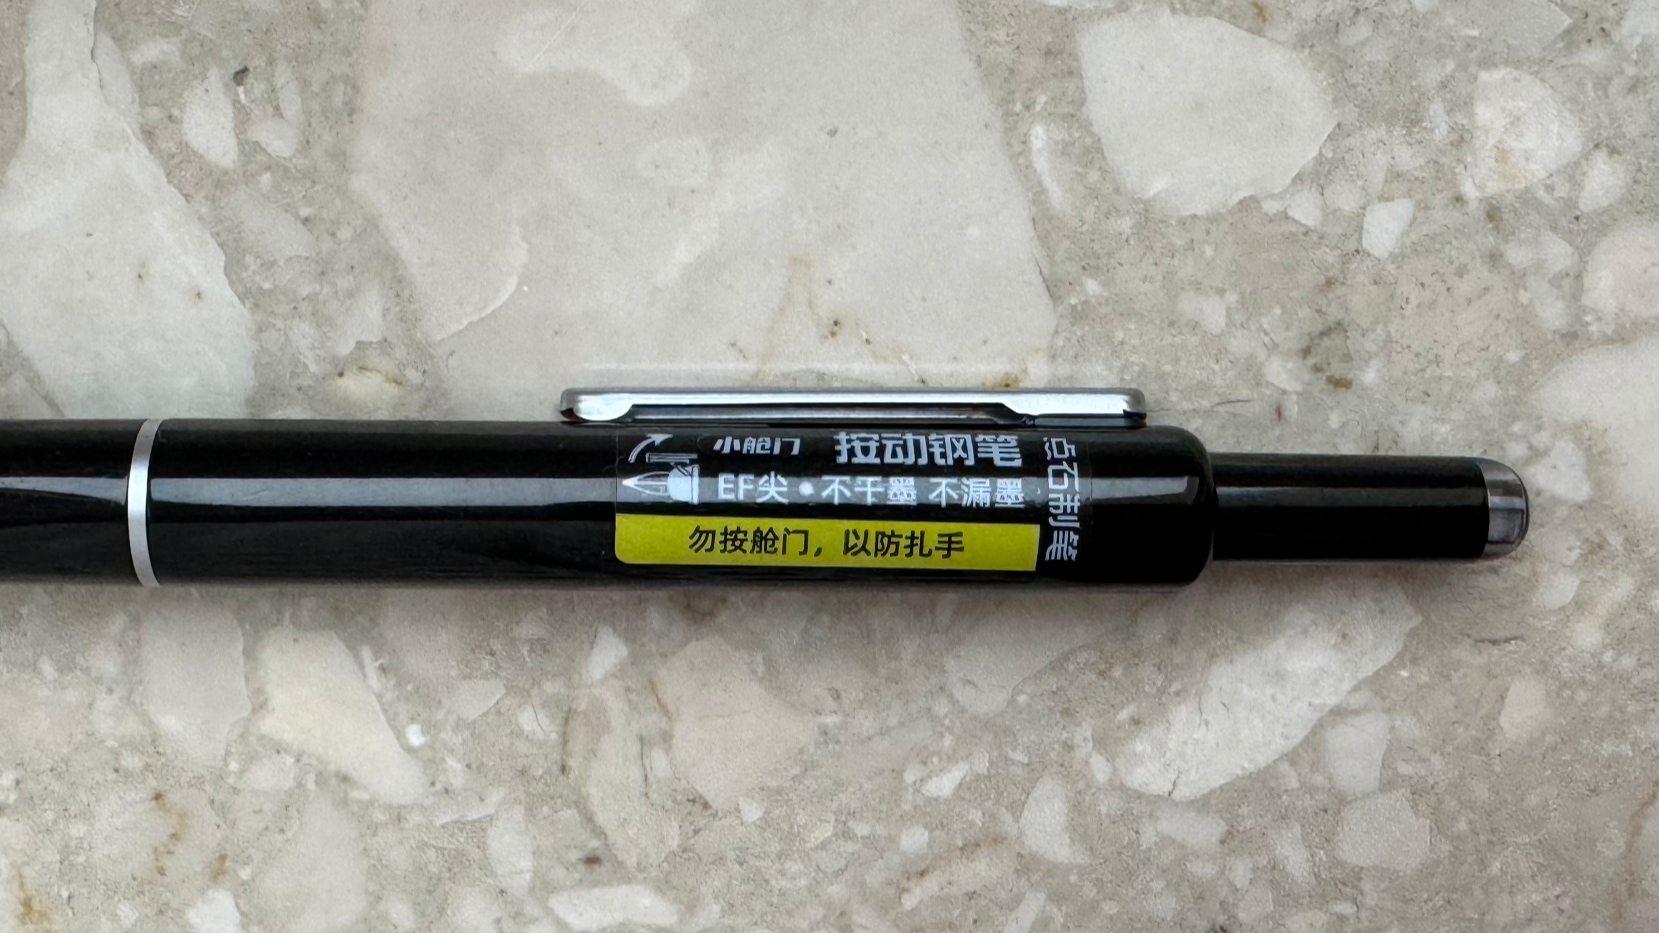 小舱门 按动钢笔
EF尖·不干墨 不漏墨
勿按舱门，以防扎手
点石制笔